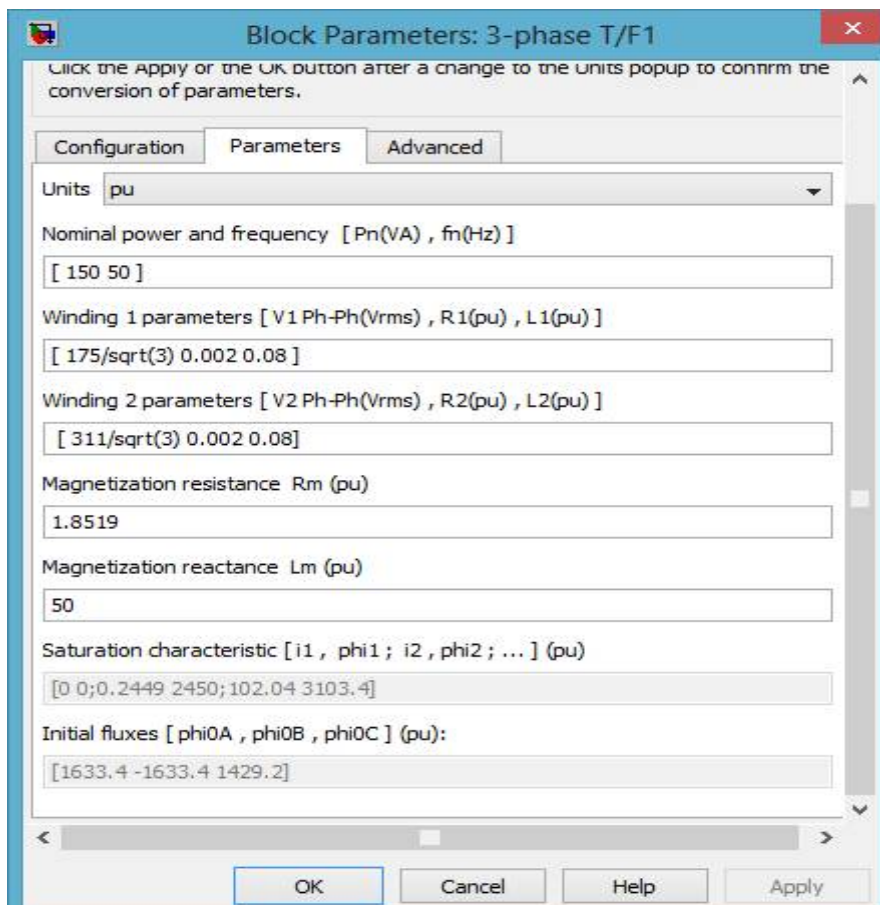 Block Parameters: 3-phase T/F1
Click the Apply or the OK button after a change to the Units popup to confirm the
conversion of parameters.
Configuration Parameters Advanced
Units pu
Nominal power and frequency [ Pn(VA) , fn(Hz) ]
[ 150 50 ]
Winding 1 parameters [ V1 Ph-Ph(Vrms) , R1(pu) , L1(pu) ]
[ 175/sqrt(3) 0.002 0.08 ]
Winding 2 parameters [ V2 Ph-Ph(Vrms) , R2(pu) , L2(pu) ]
[ 311/sqrt(3) 0.002 0.08]
Magnetization resistance Rm (pu)
1.8519
Magnetization reactance Lm (pu)
50
Saturation characteristic [ i1 , phi1 ; i2 , phi2 ; ... ] (pu)
[0 0;0.2449 2450;102.04 3103.4]
Initial fluxes [ phi0A , phi0B , phi0C ] (pu):
[1633.4 -1633.4 1429.2]
OK Cancel Help Apply